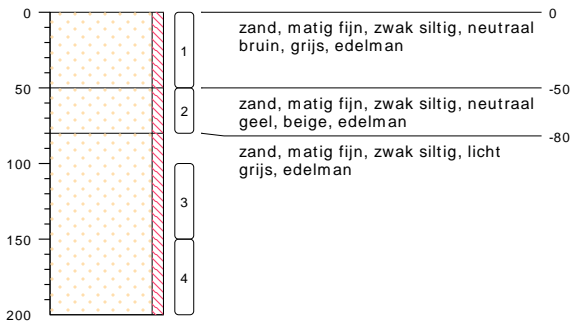 0
50
100
150
200
1
2
3
4
zand, matig fijn, zwak siltig, neutraal
bruin, grijs, edelman
zand, matig fijn, zwak siltig, neutraal
geel, beige, edelman
zand, matig fijn, zwak siltig, licht
grijs, edelman
0
-50
-80